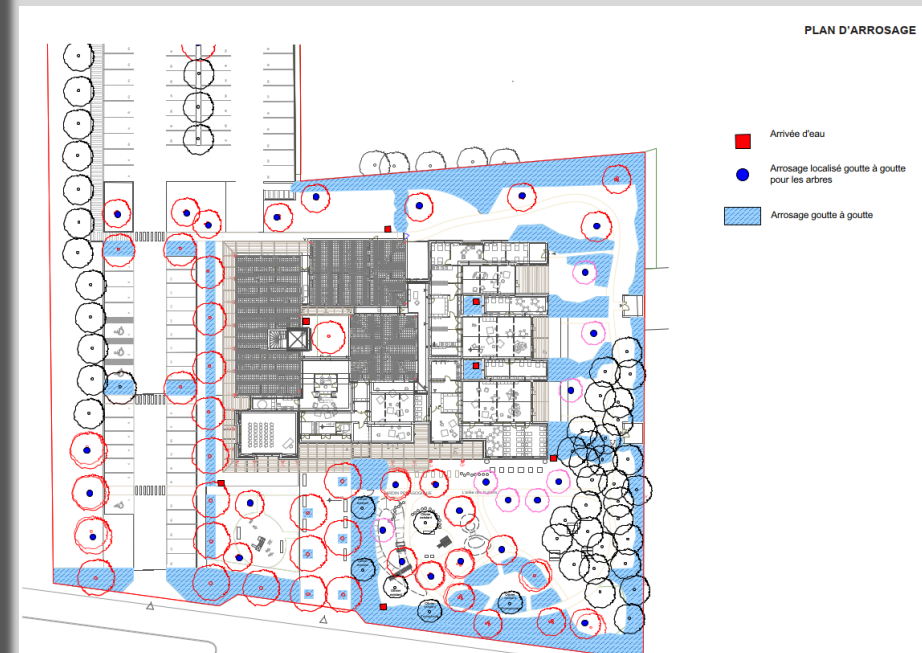 PLAN D'ARROSAGE
Arrivée d'eau
Arrosage localisé goutte à goutte
pour les arbres
Arrosage goutte à goutte